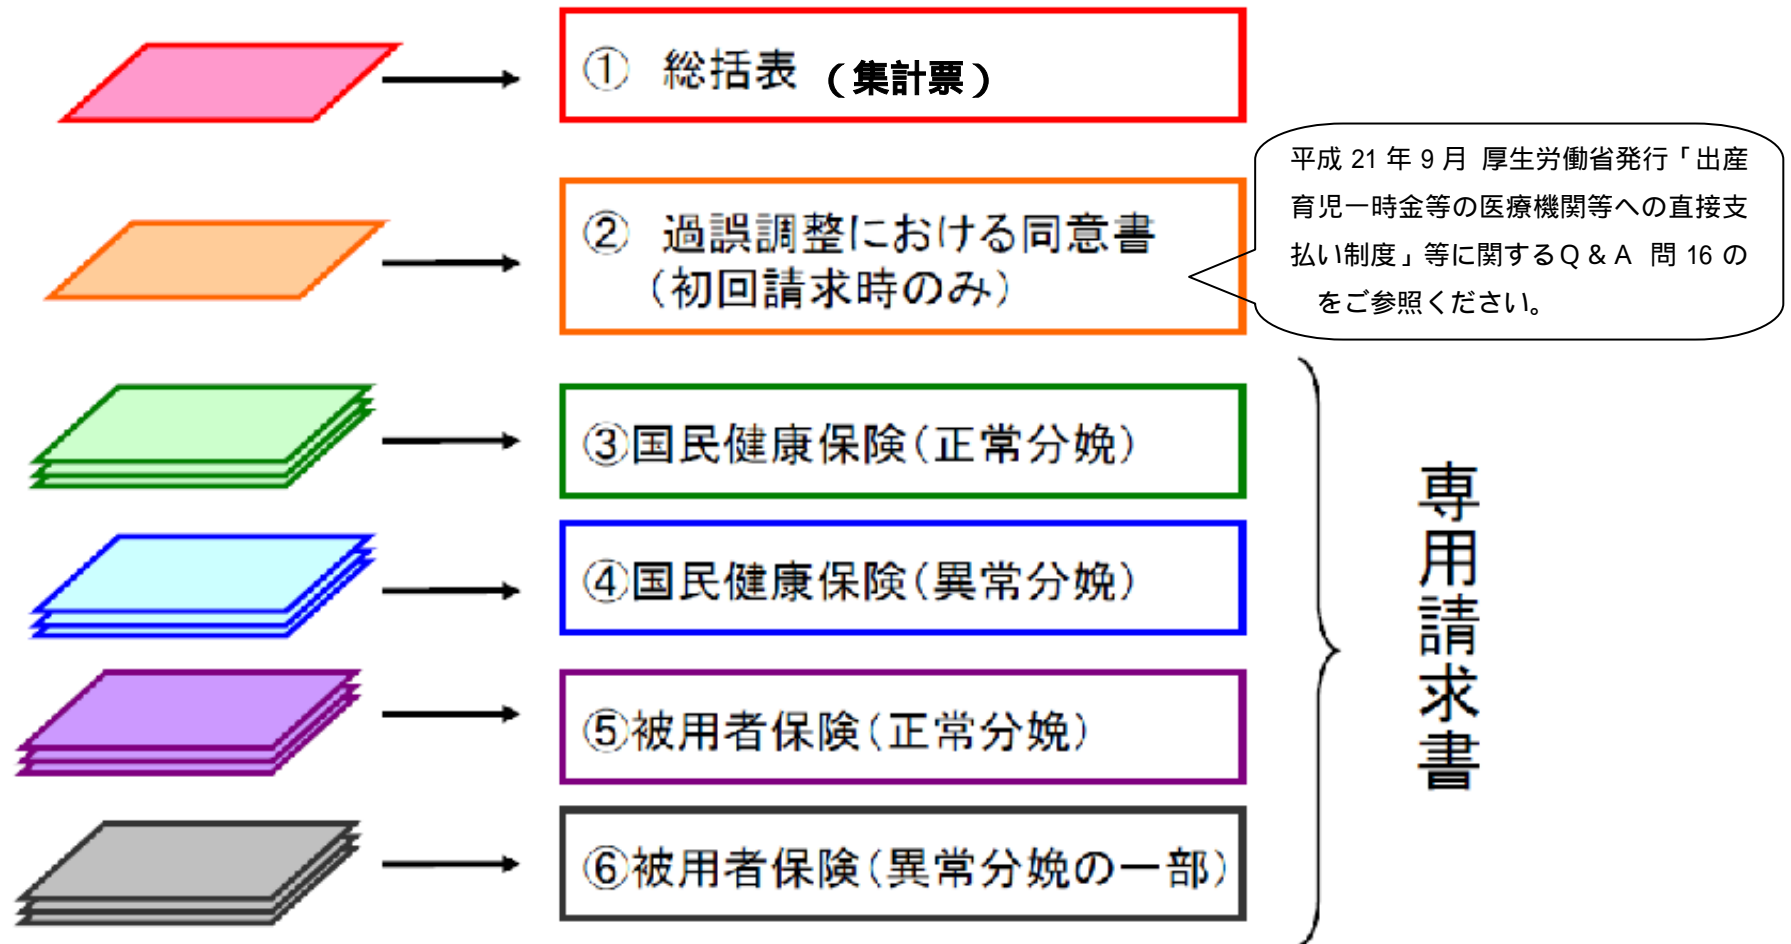 ① 総括表 (集計票)
② 過誤調整における同意書
(初回請求時のみ)
平成 21 年 9 月 厚生労働省発行「出産
育児一時金等の医療機関等への直接支
払い制度」等に関するQ & A 問 16 の
をご参照ください。
③国民健康保険(正常分娩)
④国民健康保険(異常分娩)
⑤被用者保険(正常分娩)
⑥被用者保険(異常分娩の一部)
専用請求書